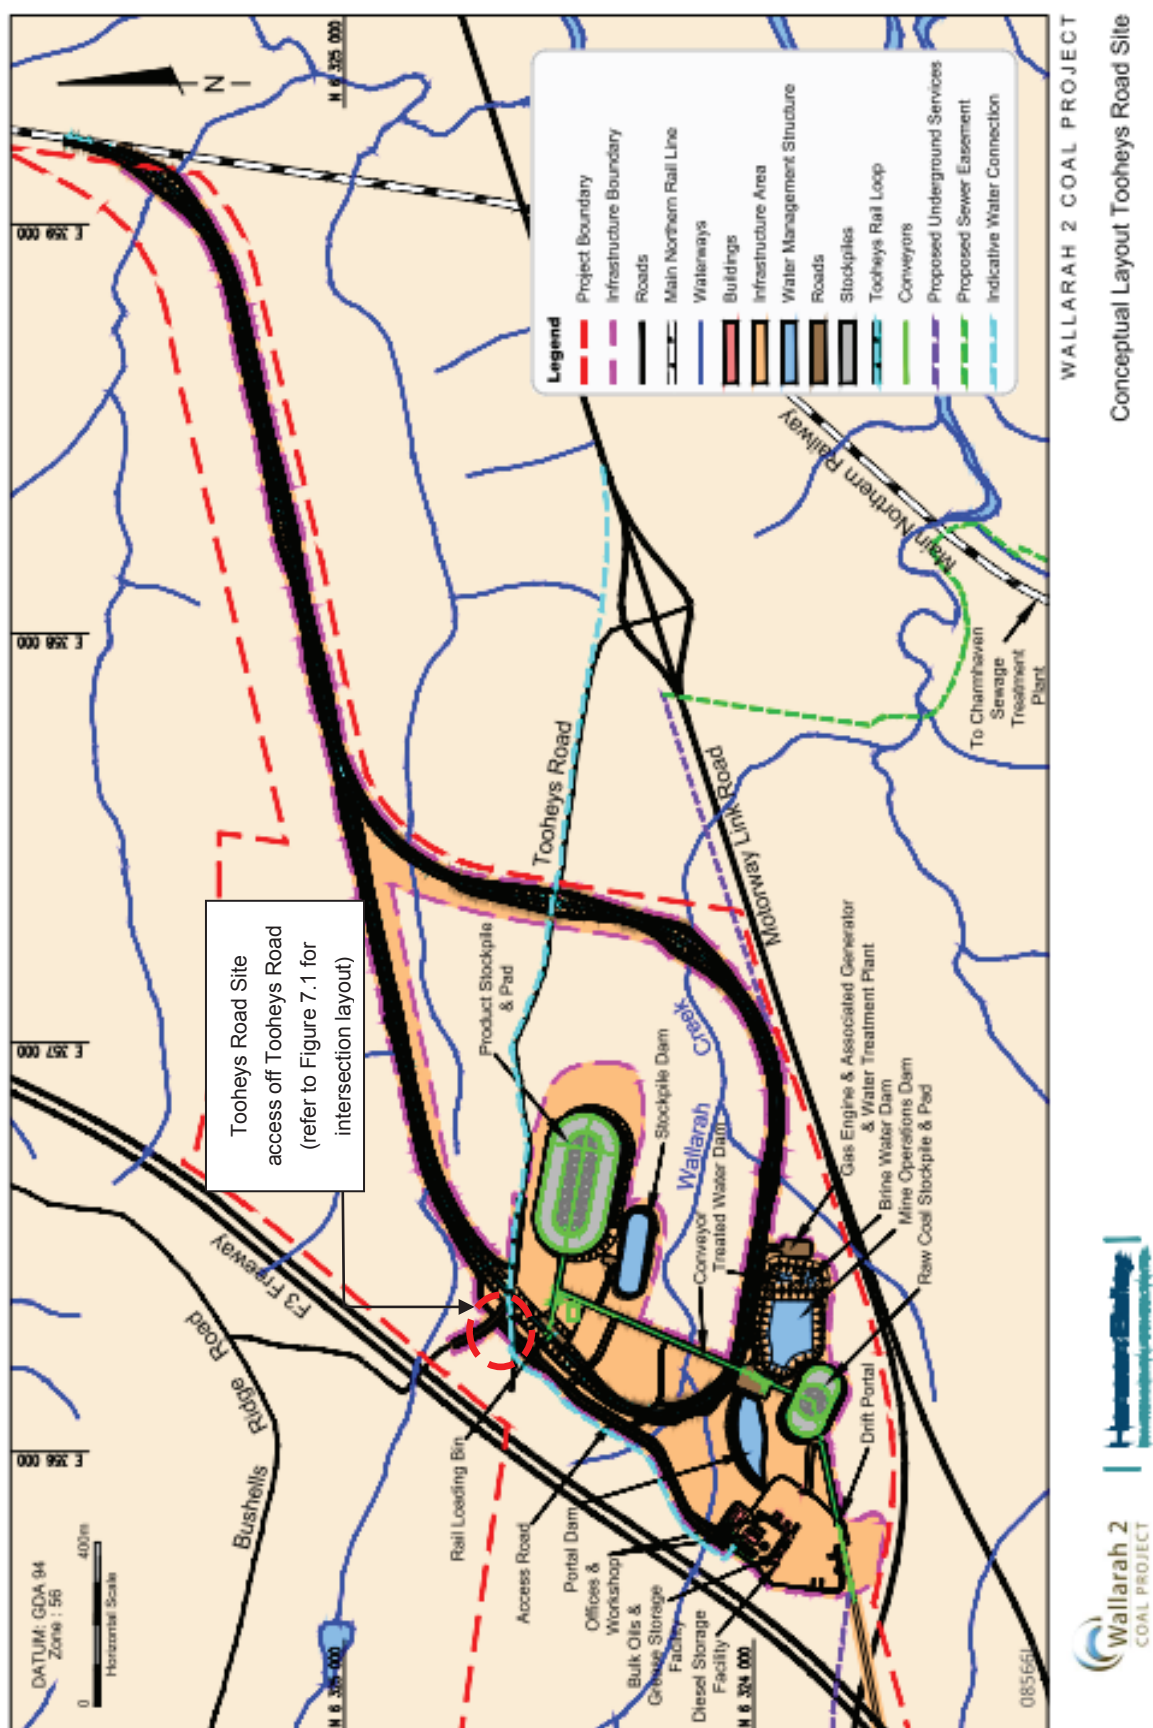 WALLARAH 2 COAL PROJECT
Conceptual Layout Tooheys Road Site
DATUM: GDA 94
Zone : 56
0
400m
Horizontal Scale
E 356 000
E 357 000
E 358 000
E 359 000
N 6 325 000
N 6 325 000
N 6 324 000
N
Tooheys Road Site
access off Tooheys Road
(refer to Figure 7.1 for
intersection layout)
Bushells
Ridge
Road
F3 Freeway
Tooheys Road
Motorway Link Road
Main Northern Railway
Wallarah
Creek
Product Stockpile
& Pad
Stockpile Dam
Conveyor
Treated Water Dam
Gas Engine & Associated Generator
& Water Treatment Plant
Brine Water Dam
Mine Operations Dam
Raw Coal Stockpile & Pad
Drift Portal
Rail Loading Bin
Access Road
Portal Dam
Offices &
Workshop
Bulk Oils &
Grease Storage
Facility
Diesel Storage
Facility
To Charmhaven
Sewage
Treatment
Plant
Legend
Project Boundary
Infrastructure Boundary
Roads
Main Northern Rail Line
Waterways
Buildings
Infrastructure Area
Water Management Structure
Roads
Stockpiles
Tooheys Rail Loop
Conveyors
Proposed Underground Services
Proposed Sewer Easement
Indicative Water Connection
Wallarah 2
COAL PROJECT